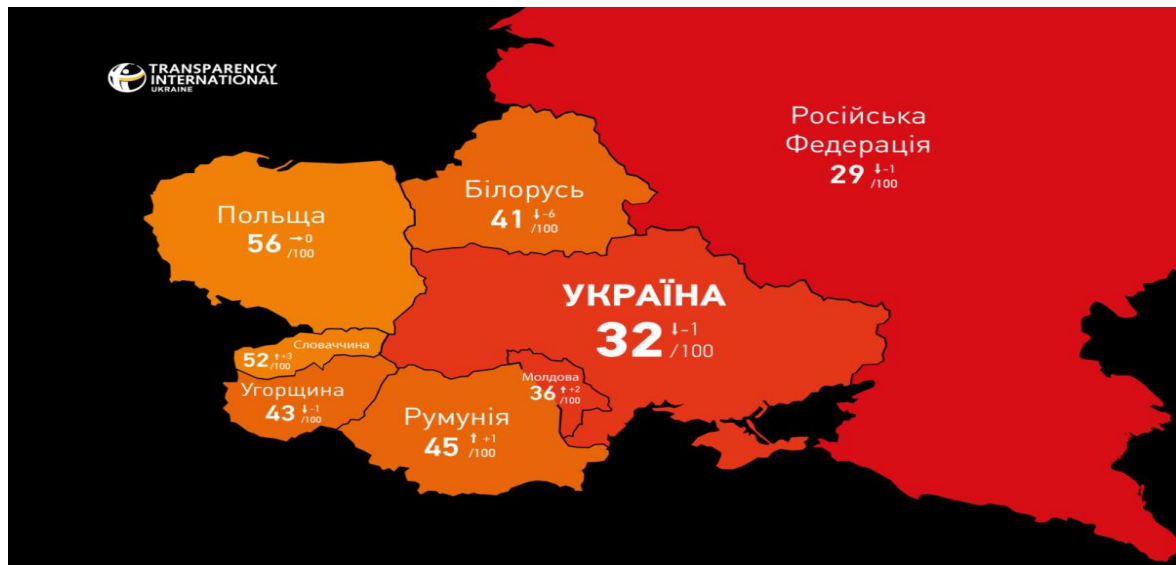 TRANSPARENCY
INTERNATIONAL
UKRAINE
Російська
Федерація
29 ↓-1
/100
Білорусь
41 ↓-6
/100
Польща
56 →0
/100
УКРАЇНА
32 ↓-1
/100
Словаччина
52 ↑+3
/100
Молдова
36 ↑+2
/100
Угорщина
43 ↓-1
/100
Румунія
45 ↑+1
/100